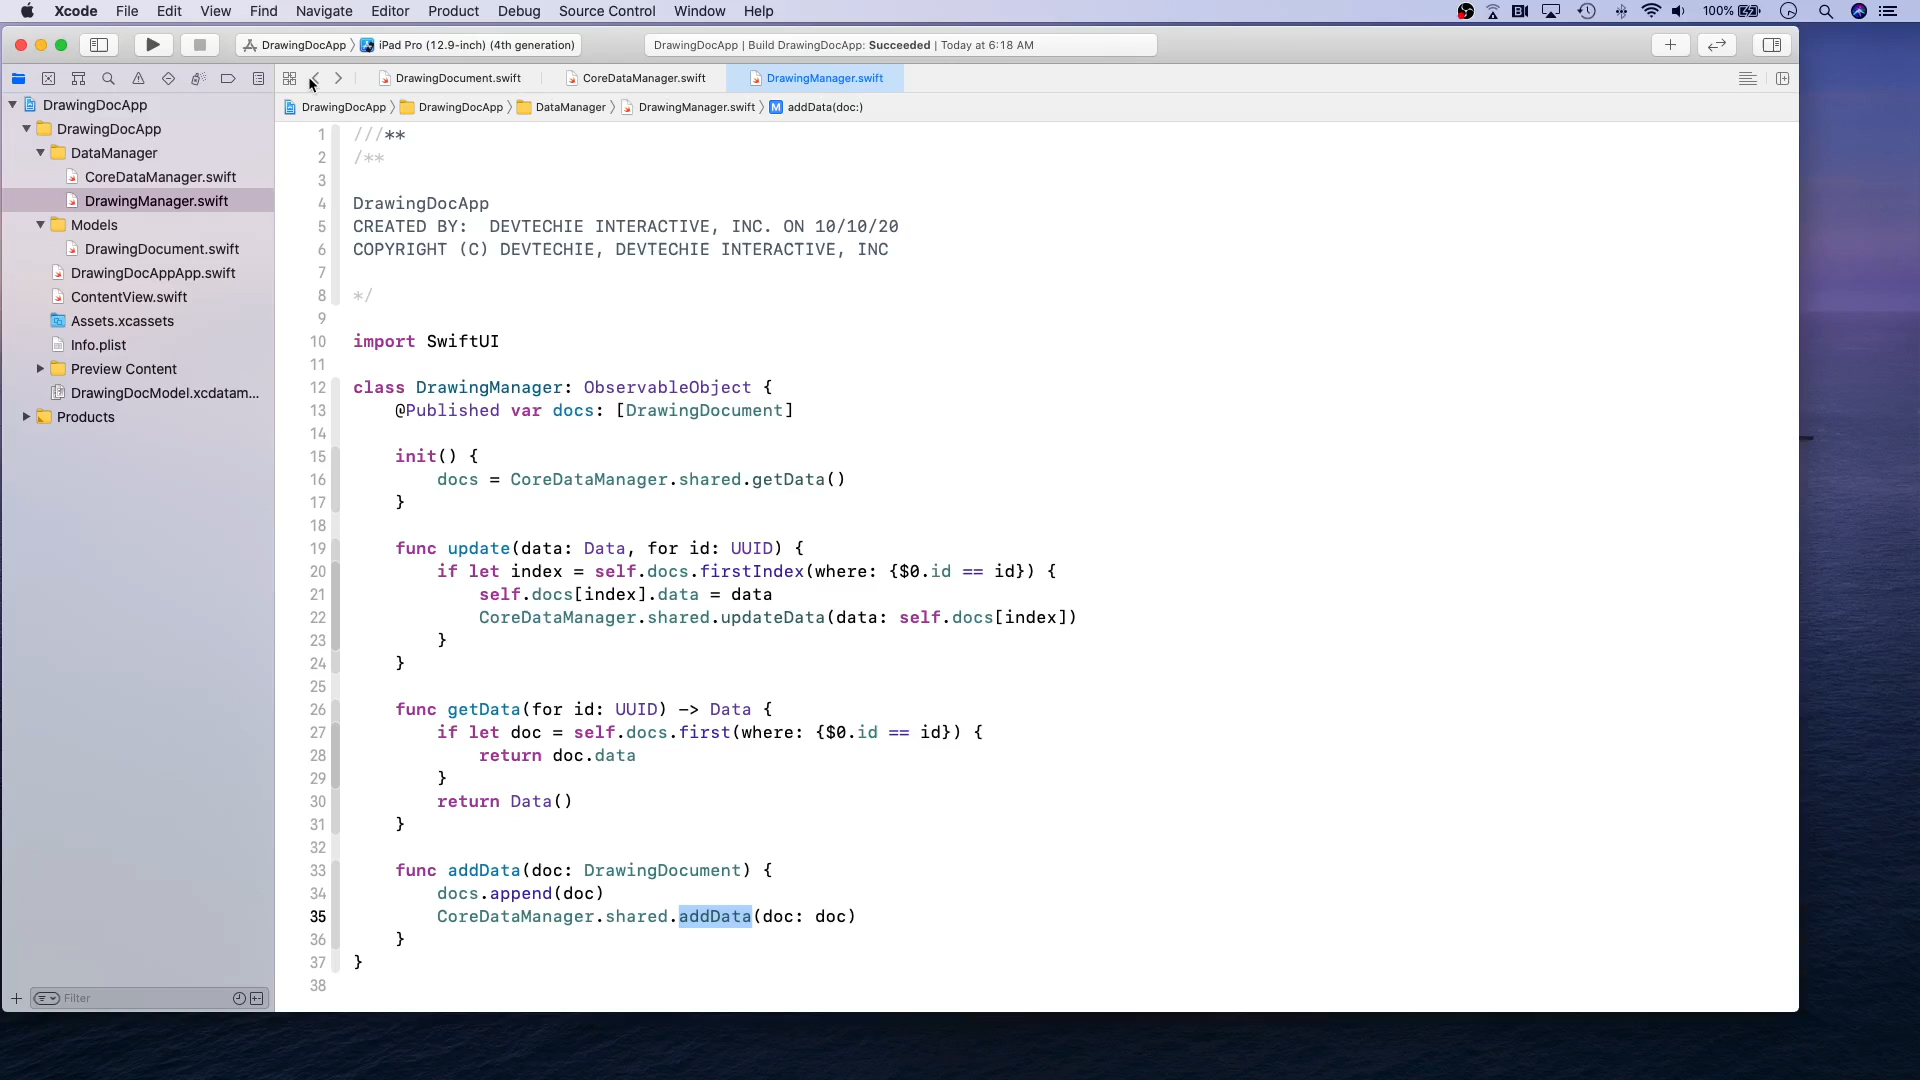 Xcode File Edit View Find Navigate Editor Product Debug Source Control Window Help 100%
DrawingDocApp iPad Pro (12.9-inch) (4th generation) DrawingDocApp | Build DrawingDocApp: Succeeded | Today at 6:18 AM
DrawingDocument.swift CoreDataManager.swift DrawingManager.swift
DrawingDocApp DrawingDocApp DataManager DrawingManager.swift M addData(doc:)
DrawingDocApp
DrawingDocApp
DataManager
CoreDataManager.swift
DrawingManager.swift
Models
DrawingDocument.swift
DrawingDocAppApp.swift
ContentView.swift
Assets.xcassets
Info.plist
Preview Content
DrawingDocModel.xcdatam...
Products
Filter
1 ///**
2 /**
3
4 DrawingDocApp
5 CREATED BY: DEVTECHIE INTERACTIVE, INC. ON 10/10/20
6 COPYRIGHT (C) DEVTECHIE, DEVTECHIE INTERACTIVE, INC
7
8 */
9
10 import SwiftUI
11
12 class DrawingManager: ObservableObject {
13 @Published var docs: [DrawingDocument]
14
15 init() {
16 docs = CoreDataManager.shared.getData()
17 }
18
19 func update(data: Data, for id: UUID) {
20 if let index = self.docs.firstIndex(where: {$0.id == id}) {
21 self.docs[index].data = data
22 CoreDataManager.shared.updateData(data: self.docs[index])
23 }
24 }
25
26 func getData(for id: UUID) -> Data {
27 if let doc = self.docs.first(where: {$0.id == id}) {
28 return doc.data
29 }
30 return Data()
31 }
32
33 func addData(doc: DrawingDocument) {
34 docs.append(doc)
35 CoreDataManager.shared.addData(doc: doc)
36 }
37 }
38